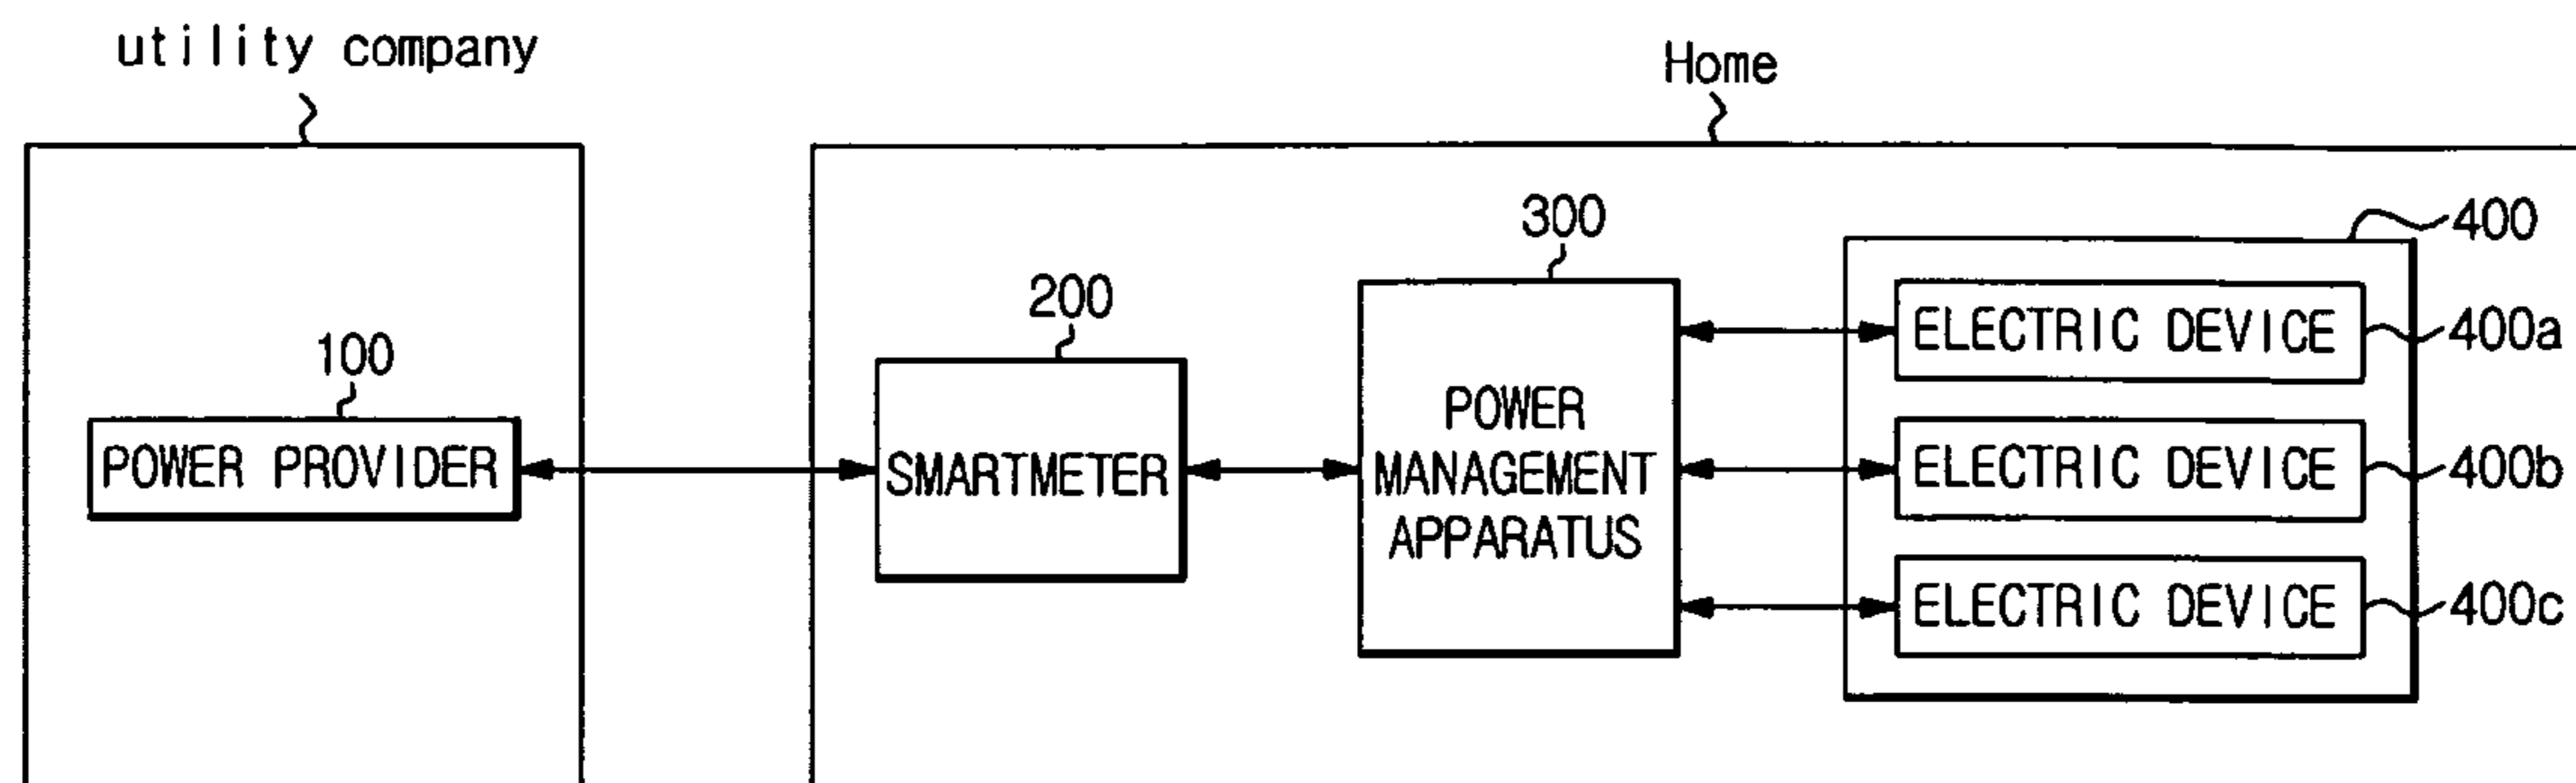 utility company
Home
300
400
200
ELECTRIC DEVICE
400a
100
POWER
MANAGEMENT
APPARATUS
POWER PROVIDER
SMARTMETER
ELECTRIC DEVICE
400b
ELECTRIC DEVICE
400c